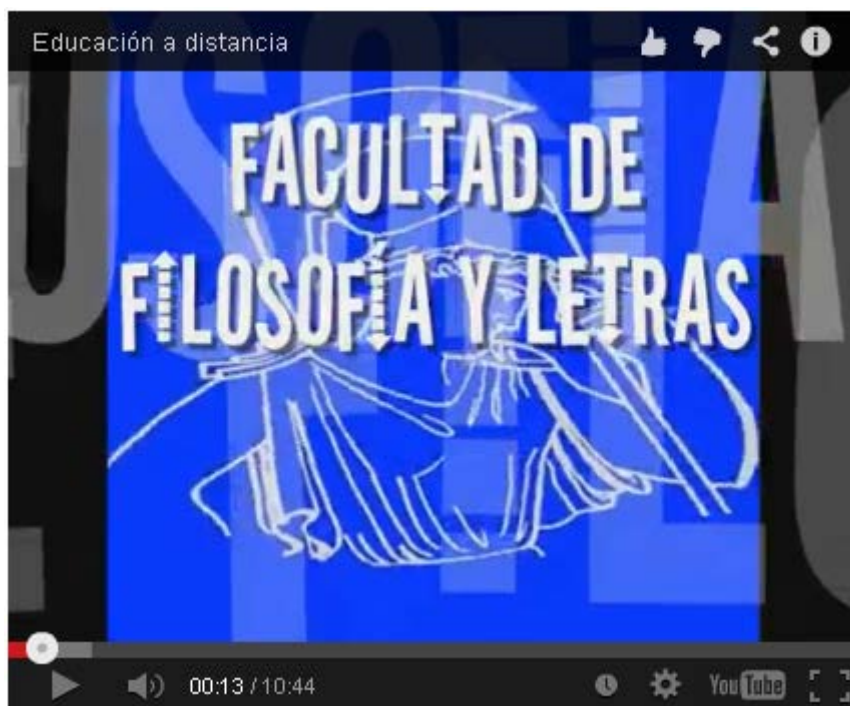 Educación a distancia
FACULTAD DE
FILOSOFÍA Y LETRAS
00:13 / 10:44
YouTube